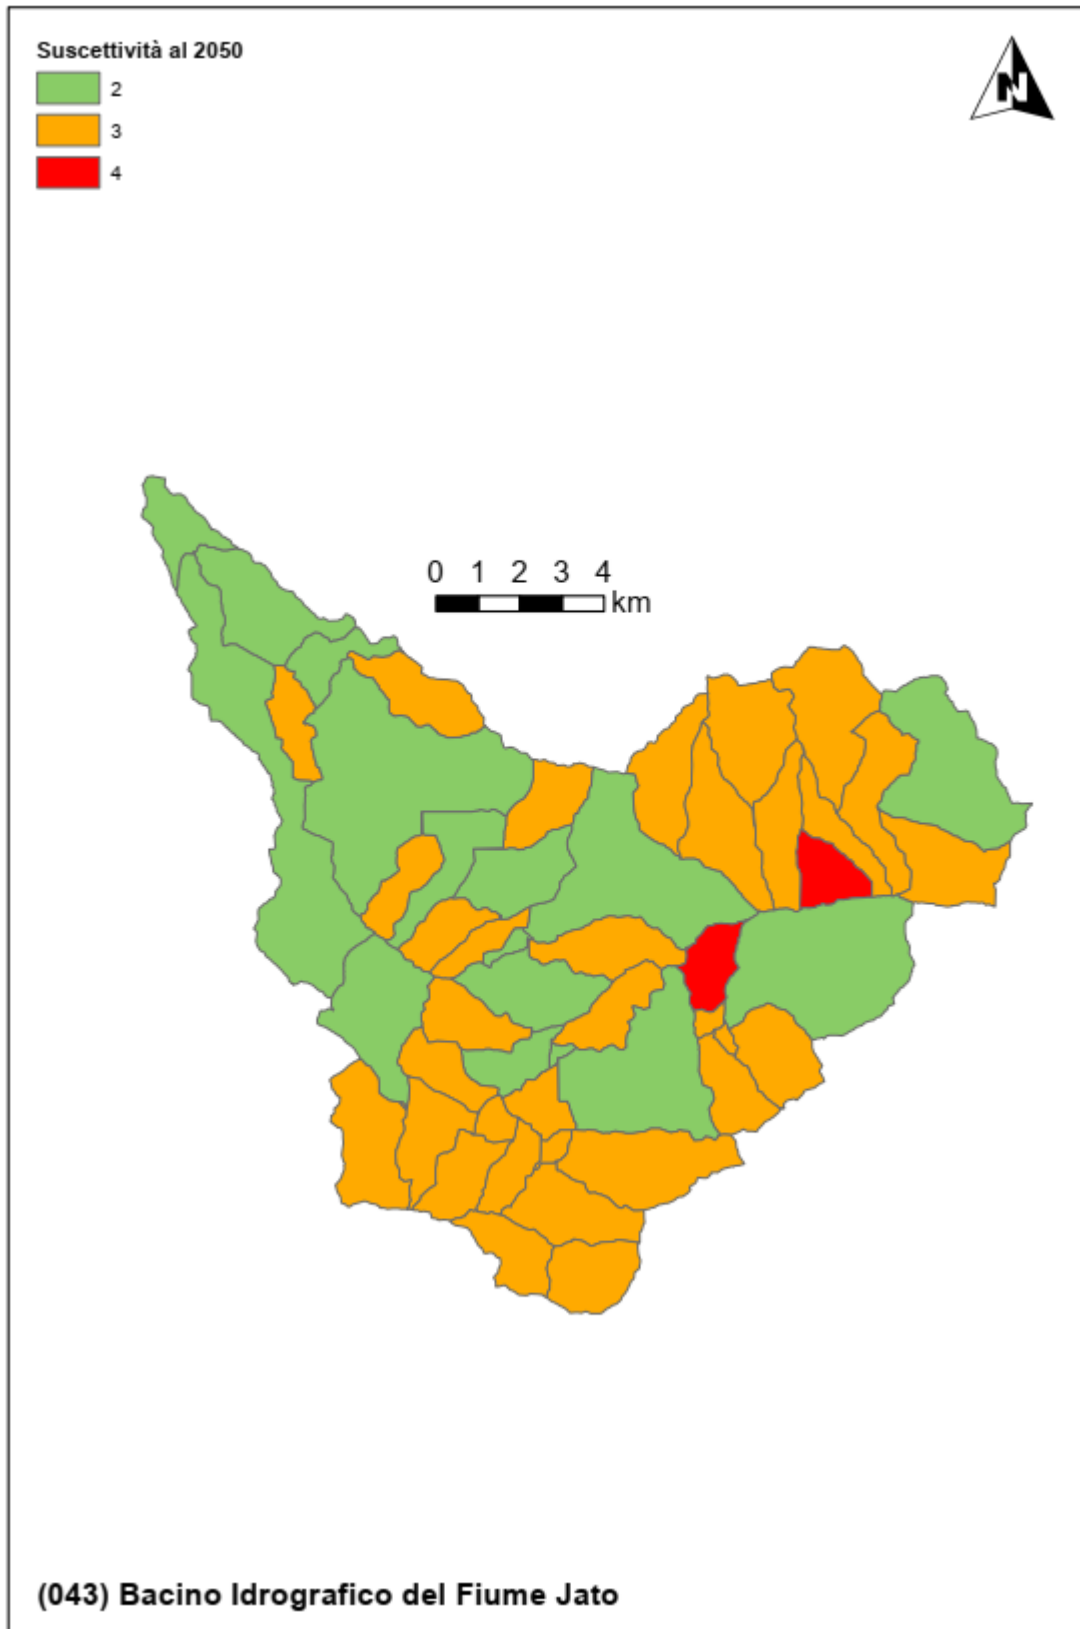 Suscettività al 2050
2
3
4
N
0 1 2 3 4
km
(043) Bacino Idrografico del Fiume Jato